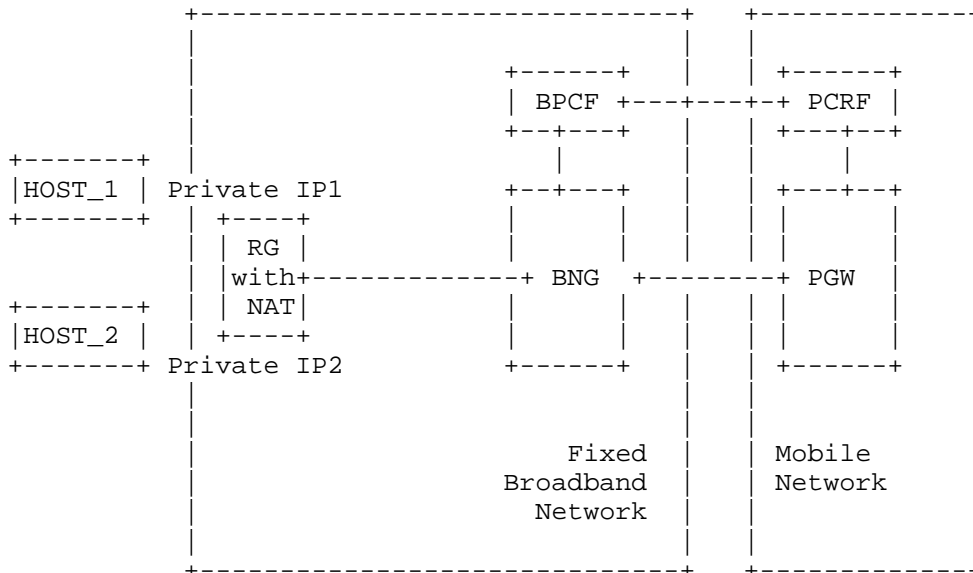 BPCF PCRF
HOST_1 Private IP1
RG
with BNG PGW
NAT
HOST_2
Private IP2
Fixed Mobile
Broadband Network
Network